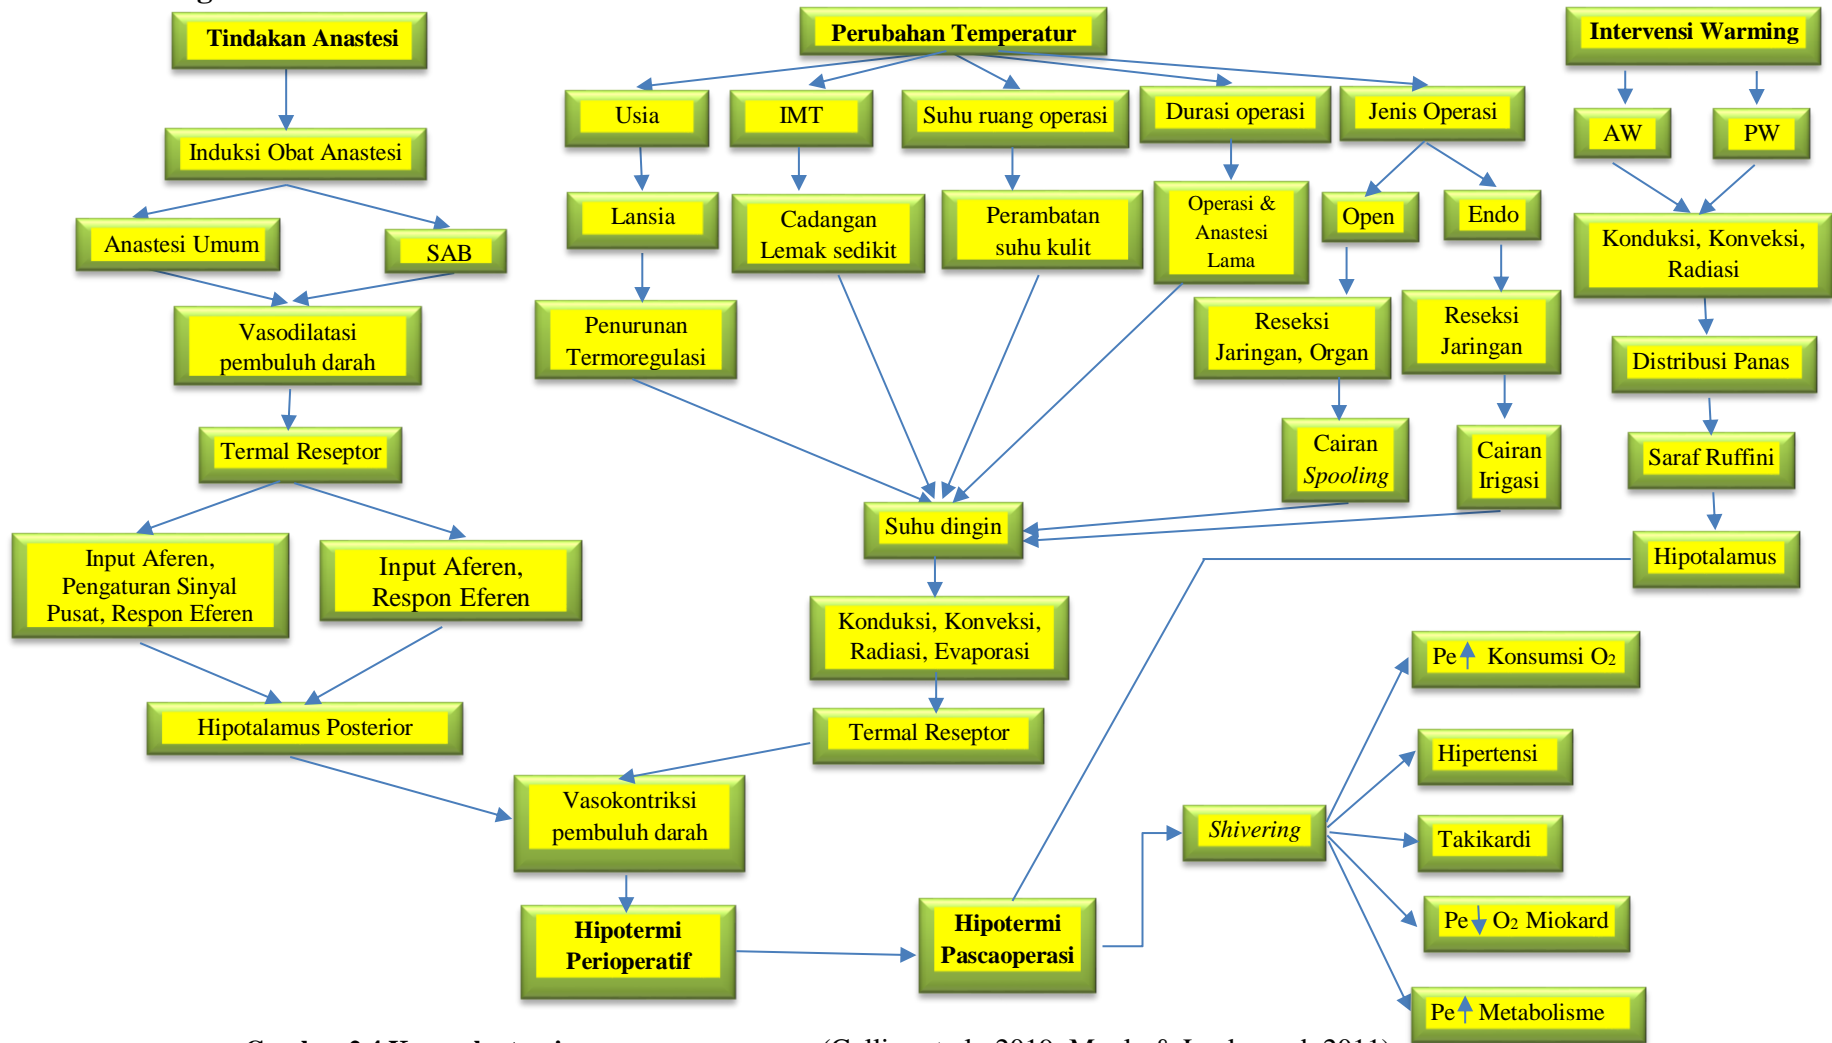 Tindakan Anastesi
Induksi Obat Anastesi
Anastesi Umum
SAB
Vasodilatasi
pembuluh darah
Termal Reseptor
Input Aferen,
Pengaturan Sinyal
Pusat, Respon Eferen
Input Aferen,
Respon Eferen
Hipotalamus Posterior
Perubahan Temperatur
Usia
IMT
Suhu ruang operasi
Durasi operasi
Jenis Operasi
Lansia
Cadangan
Lemak sedikit
Perambatan
suhu kulit
Operasi &
Anastesi
Lama
Open
Endo
Penurunan
Termoregulasi
Reseksi
Jaringan, Organ
Reseksi
Jaringan
Cairan
Spooling
Cairan
Irigasi
Suhu dingin
Konduksi, Konveksi,
Radiasi, Evaporasi
Termal Reseptor
Vasokontriksi
pembuluh darah
Hipotermi
Perioperatif
Hipotermi
Pascaoperasi
Shivering
Pe↑ Konsumsi O₂
Hipertensi
Takikardi
Pe↓ O₂ Miokard
Pe↑ Metabolisme
Intervensi Warming
AW
PW
Konduksi, Konveksi,
Radiasi
Distribusi Panas
Saraf Ruffini
Hipotalamus